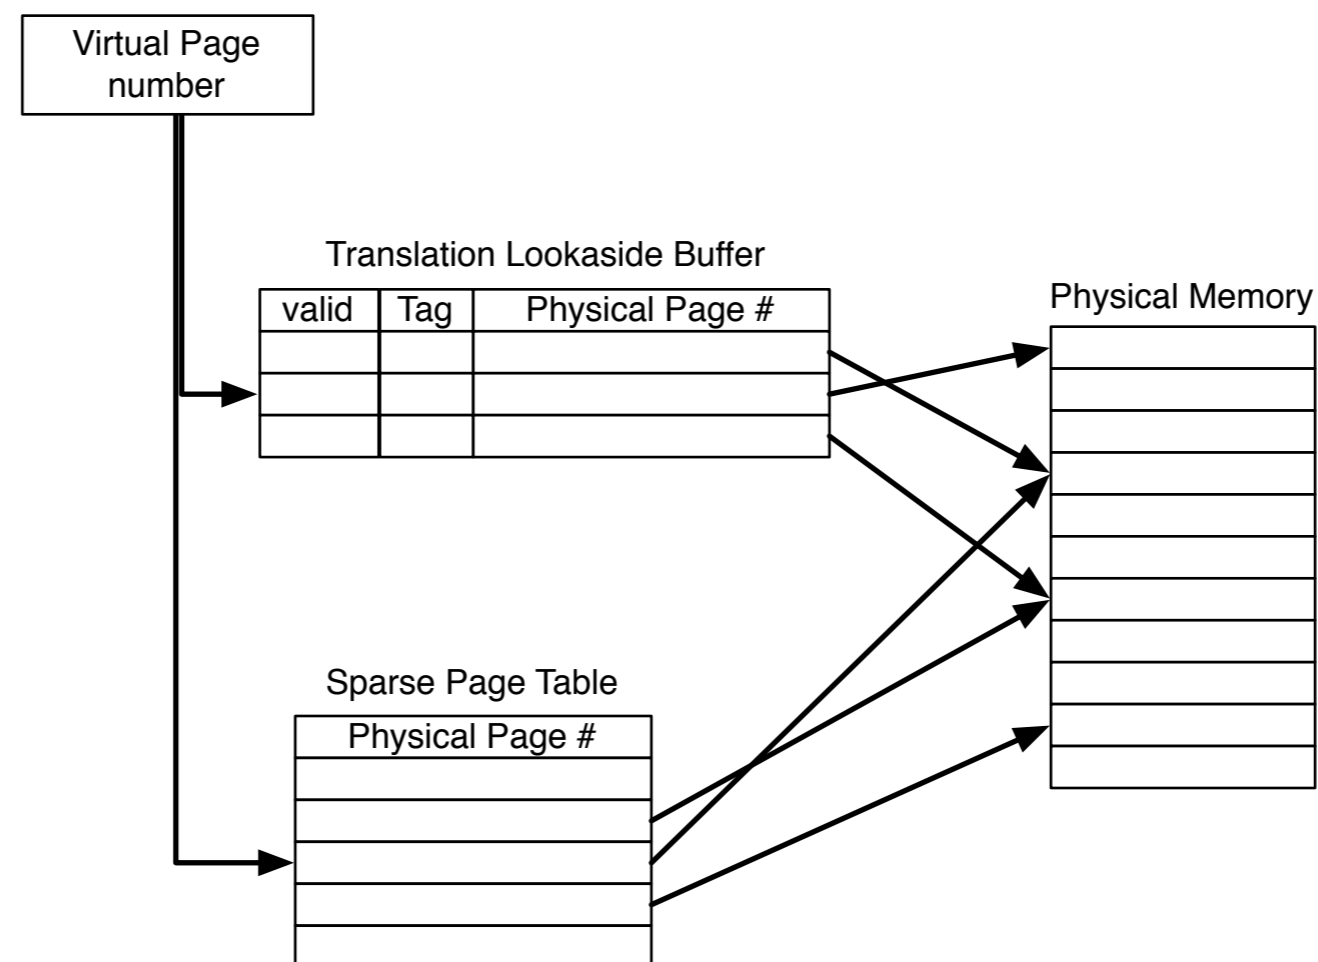 Virtual Page
number
Translation Lookaside Buffer
valid Tag Physical Page #
Physical Memory
Sparse Page Table
Physical Page #